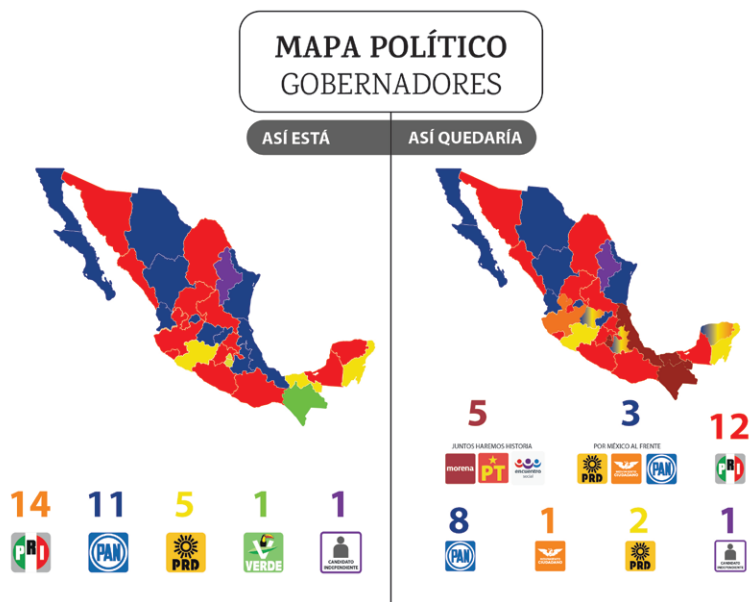 MAPA POLÍTICO
GOBERNADORES
ASÍ ESTÁ
ASÍ QUEDARÍA
14
PRI
11
PAN
5
PRD
1
VERDE
1
CANDIDATO
INDEPENDIENTE
5
JUNTOS HAREMOS HISTORIA
morena
PT
encuentro
social
3
POR MÉXICO AL FRENTE
PRD
MOVIMIENTO
CIUDADANO
PAN
12
PRI
8
PAN
1
MOVIMIENTO
CIUDADANO
2
PRD
1
CANDIDATO
INDEPENDIENTE